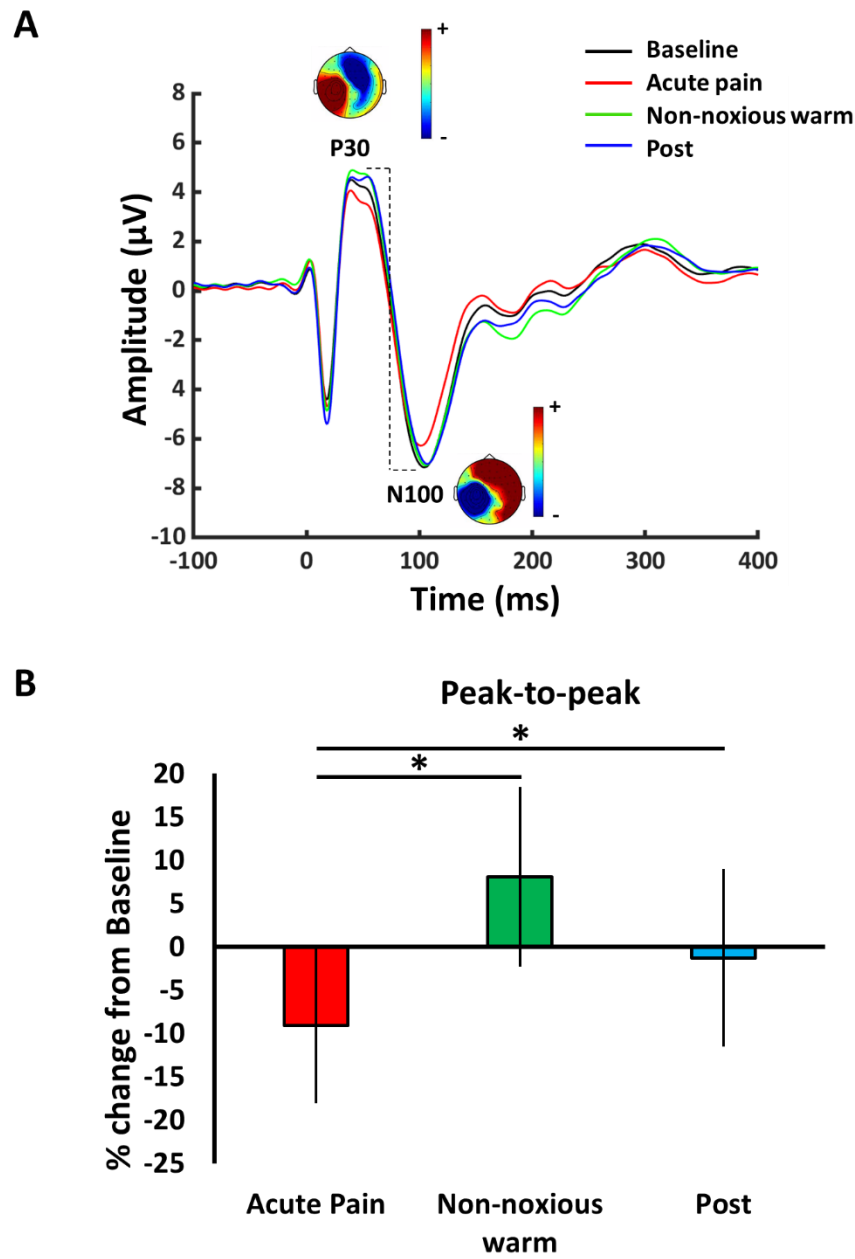 A
+
-
Baseline
Acute pain
Non-noxious warm
Post
P30
8
6
4
2
0
-2
-4
-6
-8
-10
Amplitude (µV)
N100
+
-
-100
0
100
200
300
400
Time (ms)
B
Peak-to-peak
*
*
20
15
10
5
0
-5
-10
-15
-20
-25
% change from Baseline
Acute Pain
Non-noxious
warm
Post